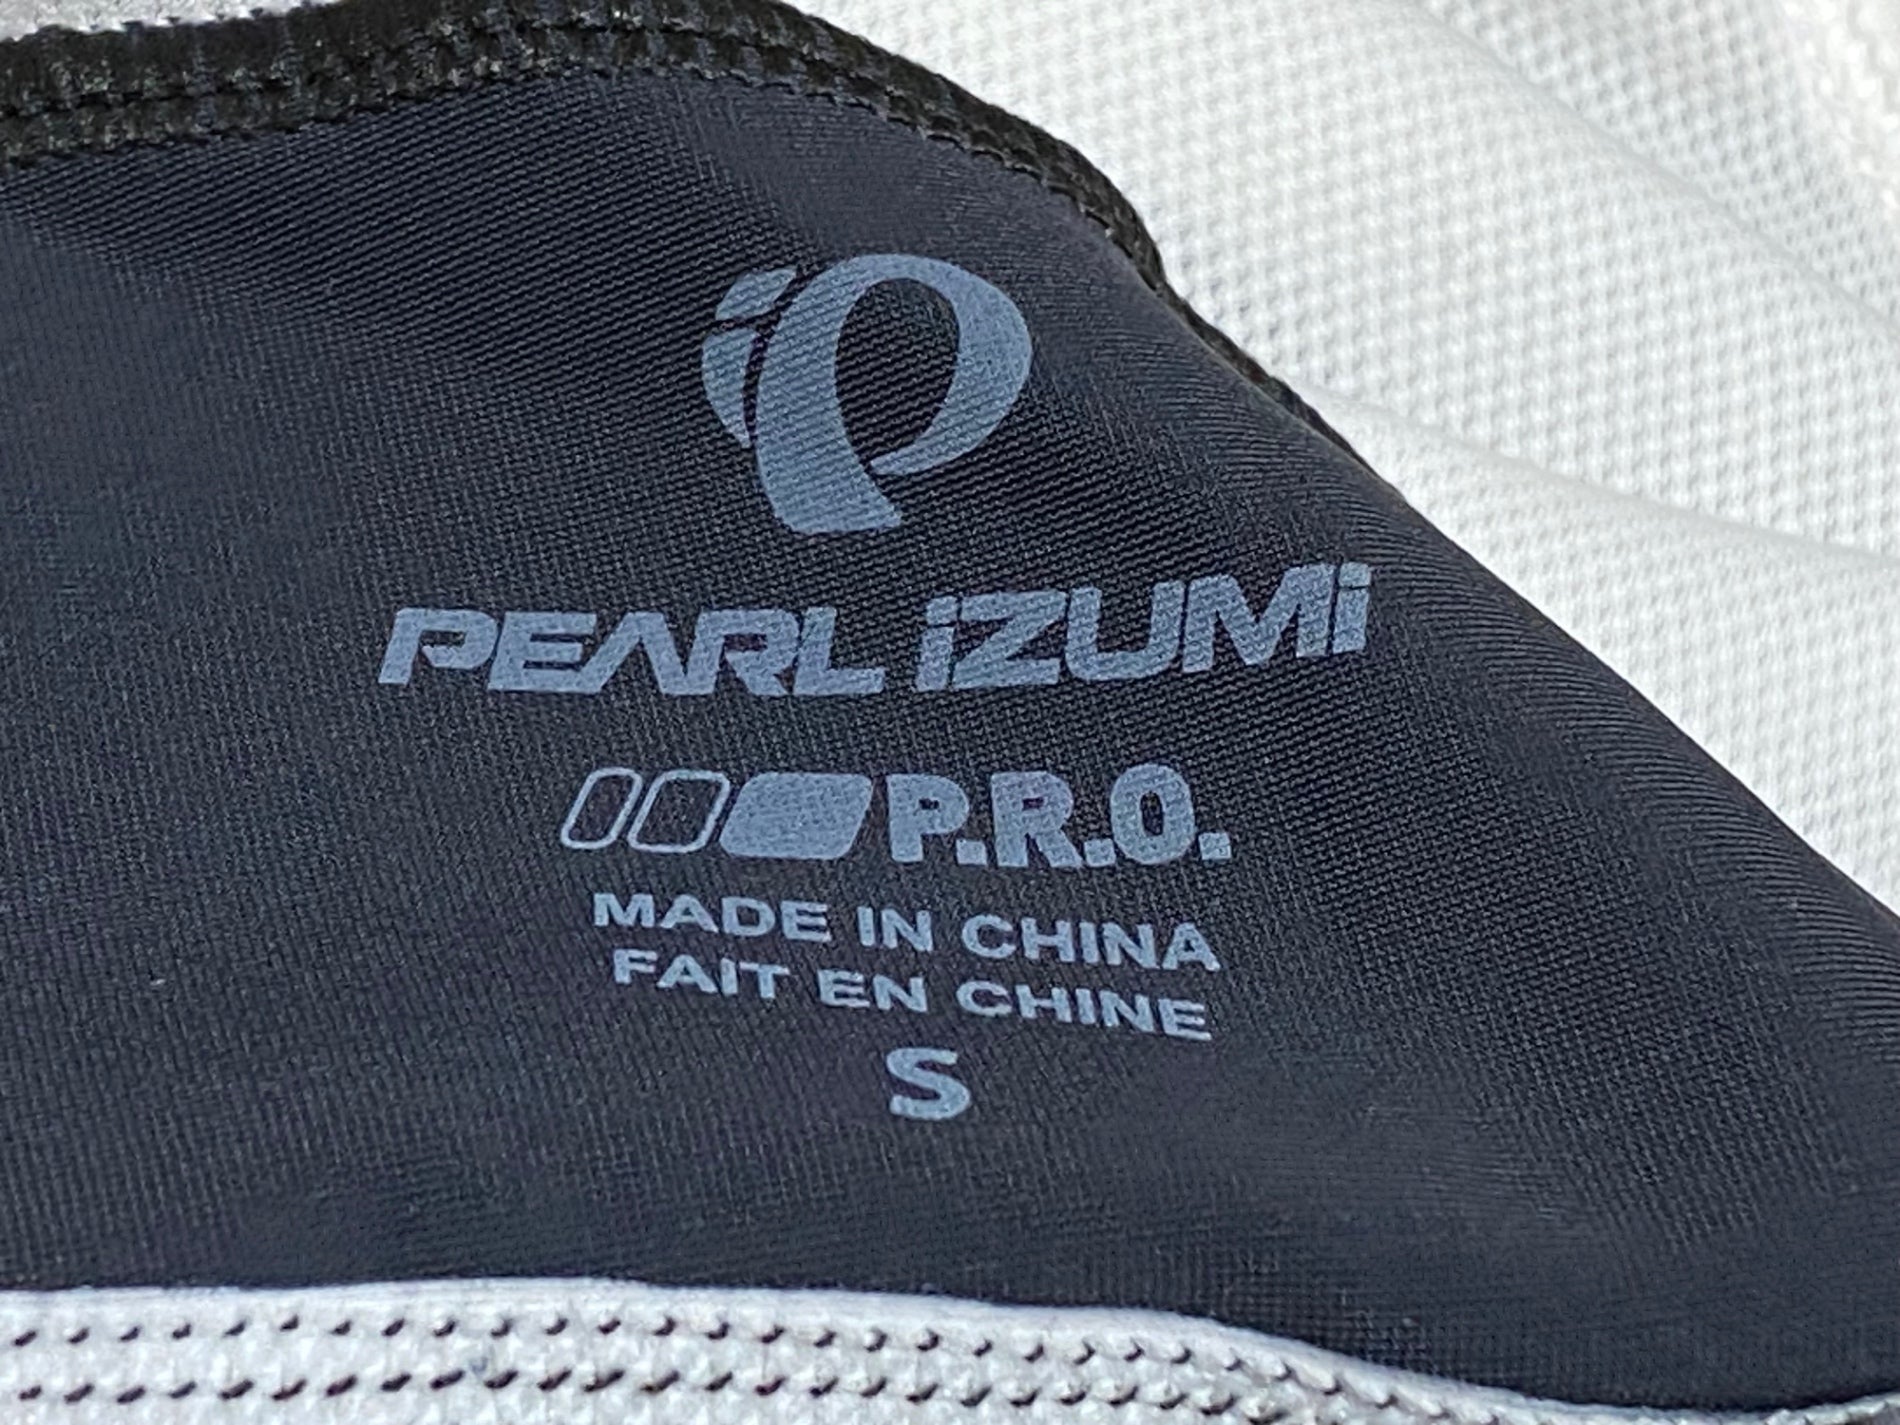 PEARL iZUMi
P.R.O.
MADE IN CHINA
FAIT EN CHINE
S